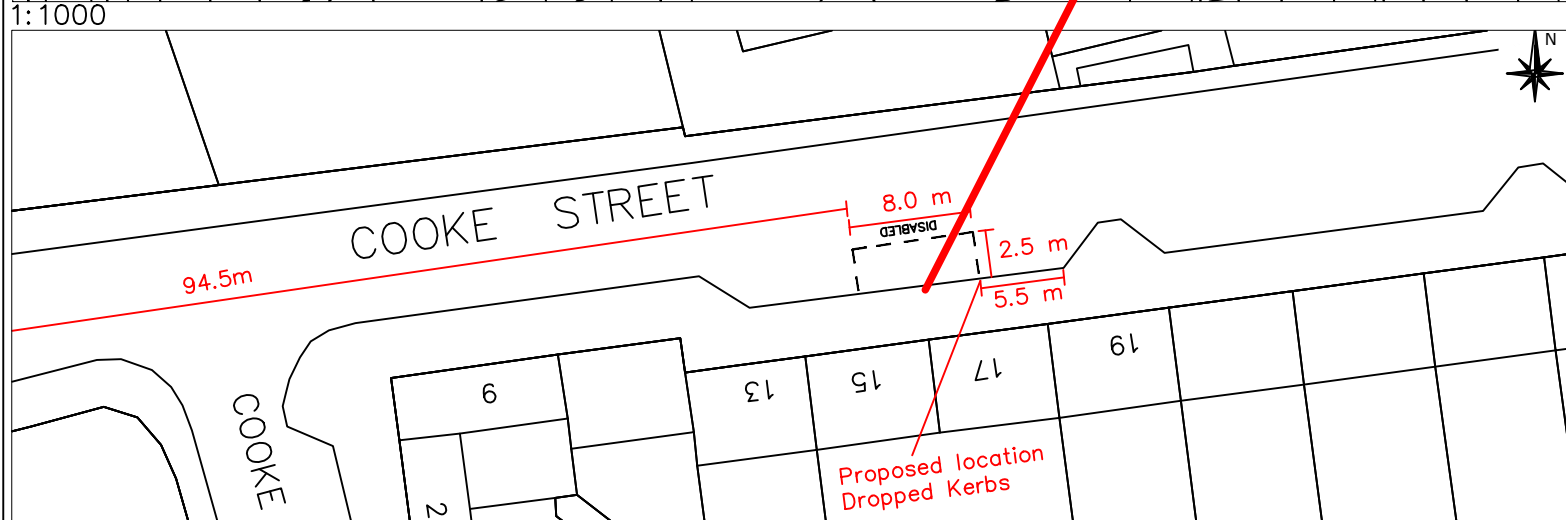 1:1000
N
COOKE STREET
8.0 m
DISABLED
2.5 m
94.5m
5.5 m
19
17
15
13
9
COOKE
2
Proposed location
Dropped Kerbs